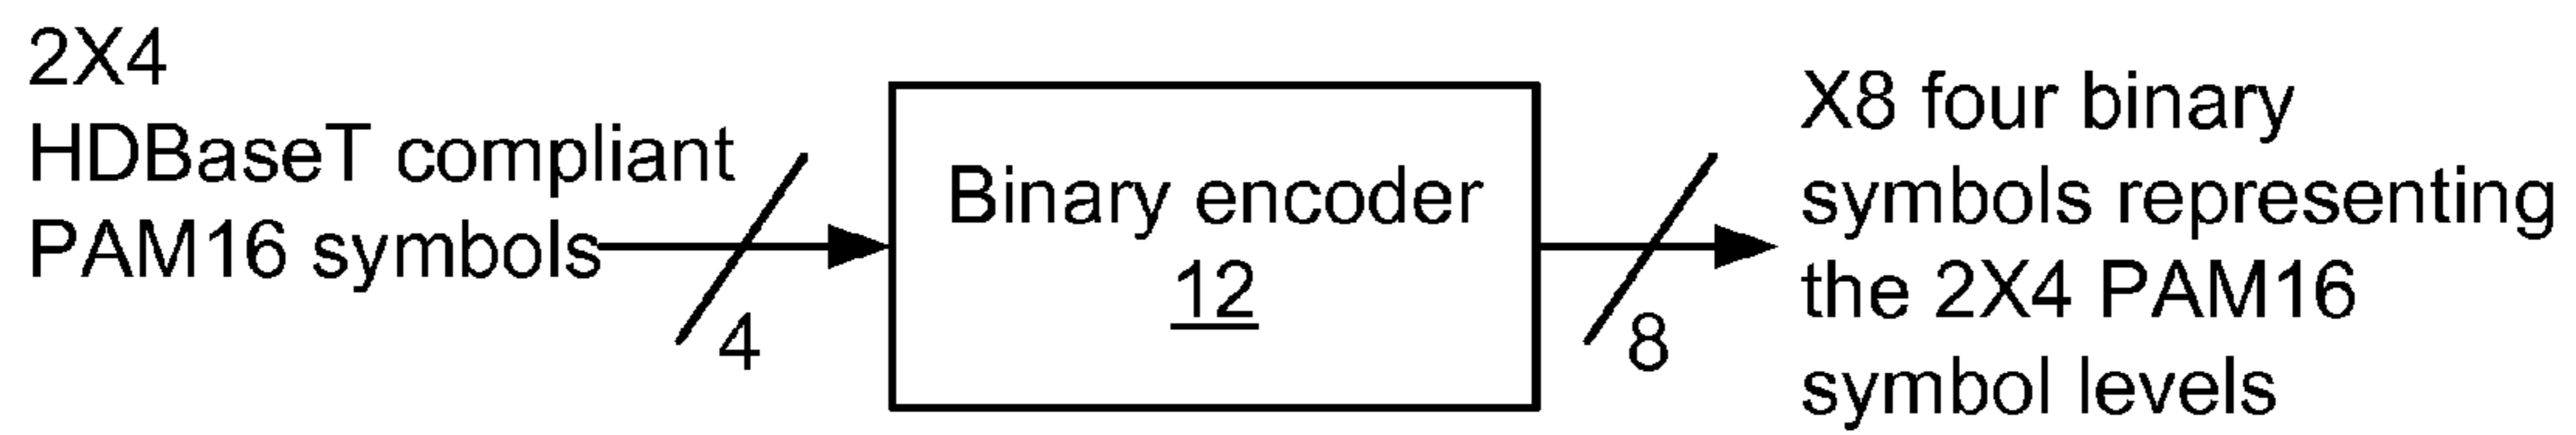 2X4
HDBaseT compliant
PAM16 symbols
4
Binary encoder
12
8
X8 four binary
symbols representing
the 2X4 PAM16
symbol levels